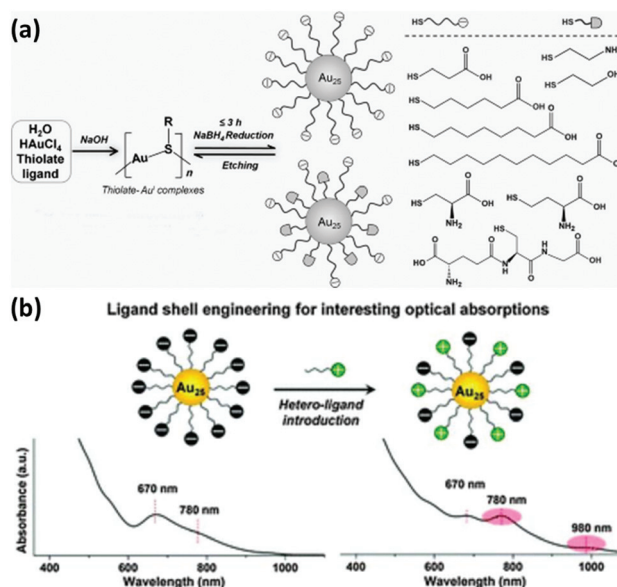 (a)
H₂O
HAuCl₄
Thiolate
ligand
NaOH
R
Au S
n
Thiolate- Auᴵ complexes
≤ 3 h
NaBH₄ Reduction
Etching
Au₂₅
Au₂₅
HS
HS
HS O OH
HS NH
HS OH
HS O OH
HS O OH
HS O
HS O OH NH₂
HS O OH NH₂
HO O NH₂ O N H HS H N O O OH
(b)
Ligand shell engineering for interesting optical absorptions
Au₂₅
Hetero-ligand
introduction
Au₂₅
Absorbance (a.u.)
670 nm
780 nm
400 600 800 1000
Wavelength (nm)
670 nm
780 nm
980 nm
400 600 800 1000
Wavelength (nm)